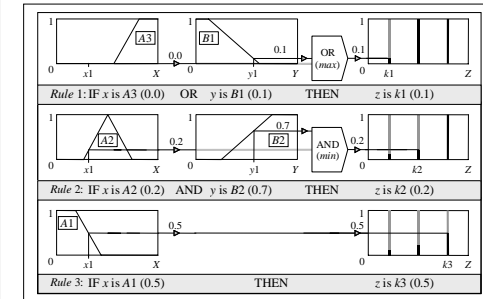 1 A3 1 B1 1
0.0 0.1 OR (max) 0.1
0 x1 X 0 y1 Y 0 k1 Z
Rule 1: IF x is A3 (0.0) OR y is B1 (0.1) THEN z is k1 (0.1)
1 1 0.7 1
A2 0.2 B2 AND (min) 0.2
0 x1 X 0 y1 Y 0 k2 Z
Rule 2: IF x is A2 (0.2) AND y is B2 (0.7) THEN z is k2 (0.2)
1 A1 1
0.5 0.5
0 x1 X 0 k3 Z
Rule 3: IF x is A1 (0.5) THEN z is k3 (0.5)